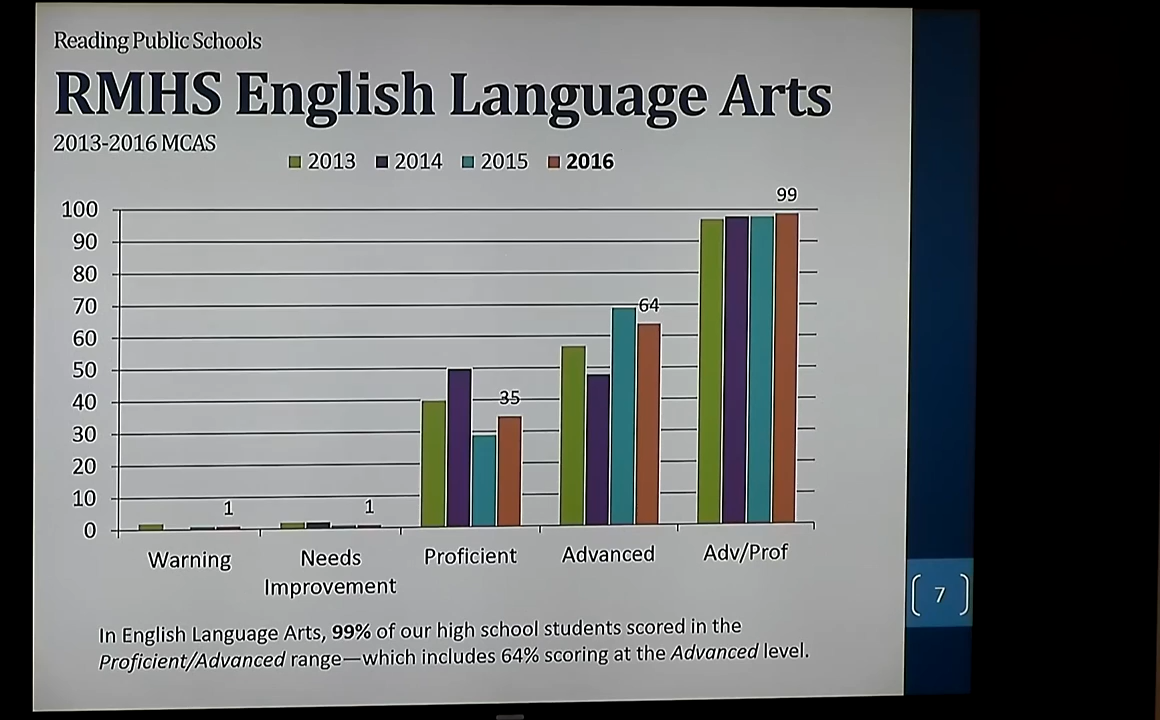 Reading Public Schools
RMHS English Language Arts
2013-2016 MCAS
2013 2014 2015 2016
100
90
80
70
60
50
40
30
20
10
0
1
1
35
64
99
Warning
Needs
Improvement
Proficient
Advanced
Adv/Prof
In English Language Arts, 99% of our high school students scored in the
Proficient/Advanced range—which includes 64% scoring at the Advanced level.
7